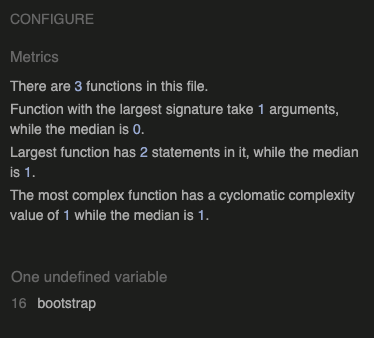 CONFIGURE
Metrics
There are 3 functions in this file.
Function with the largest signature take 1 arguments,
while the median is 0.
Largest function has 2 statements in it, while the median
is 1.
The most complex function has a cyclomatic complexity
value of 1 while the median is 1.
One undefined variable
16 bootstrap